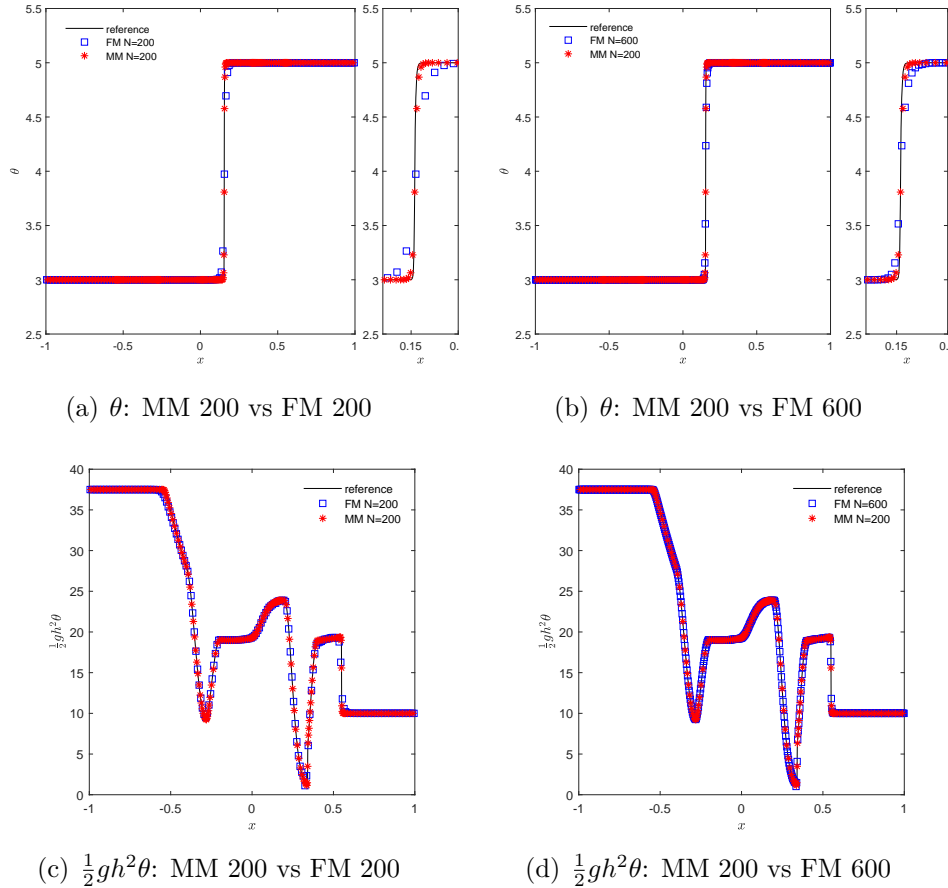 reference
FM N=200
MM N=200
5.5
5
4.5
4
3.5
3
2.5
θ
-1
-0.5
0
0.5
1
x
5.5
5
4.5
4
3.5
3
2.5
0.15
0.
x
(a) θ: MM 200 vs FM 200
reference
FM N=600
MM N=200
5.5
5
4.5
4
3.5
3
2.5
θ
-1
-0.5
0
0.5
1
x
5.5
5
4.5
4
3.5
3
2.5
0.15
0.
x
(b) θ: MM 200 vs FM 600
reference
FM N=200
MM N=200
40
35
30
25
20
15
10
5
0
½gh²θ
-1
-0.5
0
0.5
1
x
(c) ½gh²θ: MM 200 vs FM 200
reference
FM N=600
MM N=200
40
35
30
25
20
15
10
5
0
½gh²θ
-1
-0.5
0
0.5
1
x
(d) ½gh²θ: MM 200 vs FM 600